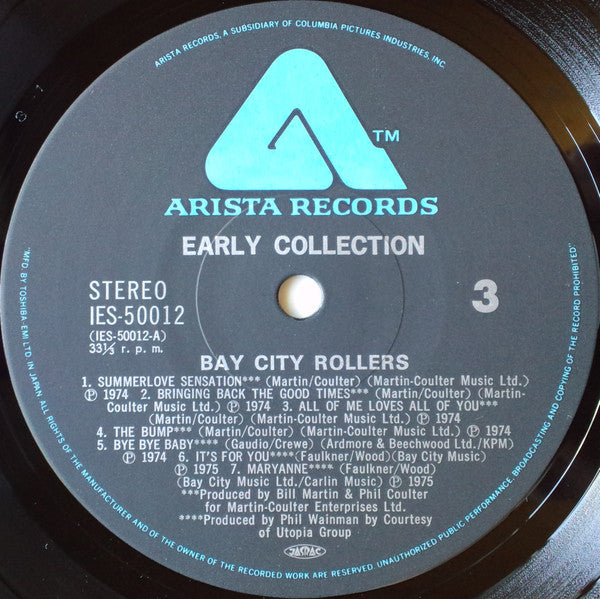 ARISTA RECORDS, A SUBSIDIARY OF COLUMBIA PICTURES INDUSTRIES, INC.
TM
ARISTA RECORDS
EARLY COLLECTION
STEREO
IES-50012
(IES-50012-A)
33⅓ r. p. m.
3
BAY CITY ROLLERS
1. SUMMERLOVE SENSATION*** (Martin/Coulter) (Martin-Coulter Music Ltd.)
Ⓟ 1974 2. BRINGING BACK THE GOOD TIMES*** (Martin/Coulter) (Martin-
Coulter Music Ltd.) Ⓟ 1974 3. ALL OF ME LOVES ALL OF YOU***
(Martin/Coulter) (Martin-Coulter Music Ltd.) Ⓟ 1974
4. THE BUMP*** (Martin/Coulter) (Martin-Coulter Music Ltd.) Ⓟ 1974
5. BYE BYE BABY**** (Gaudio/Crewe) (Ardmore & Beechwood Ltd./KPM)
Ⓟ 1974 6. IT'S FOR YOU****(Faulkner/Wood)(Bay City Music)
Ⓟ 1975 7. MARYANNE**** (Faulkner/Wood)
(Bay City Music Ltd./Carlin Music) Ⓟ 1975
***Produced by Bill Martin & Phil Coulter
for Martin-Coulter Enterprises Ltd.
****Produced by Phil Wainman by Courtesy
of Utopia Group
JASRAC
"MFD. BY TOSHIBA EMI LTD. IN JAPAN. ALL RIGHTS OF THE MANUFACTURER AND OF THE OWNER OF THE RECORDED WORK ARE RESERVED. UNAUTHORIZED PUBLIC PERFORMANCE, BROADCASTING AND COPYING OF THE RECORD PROHIBITED."